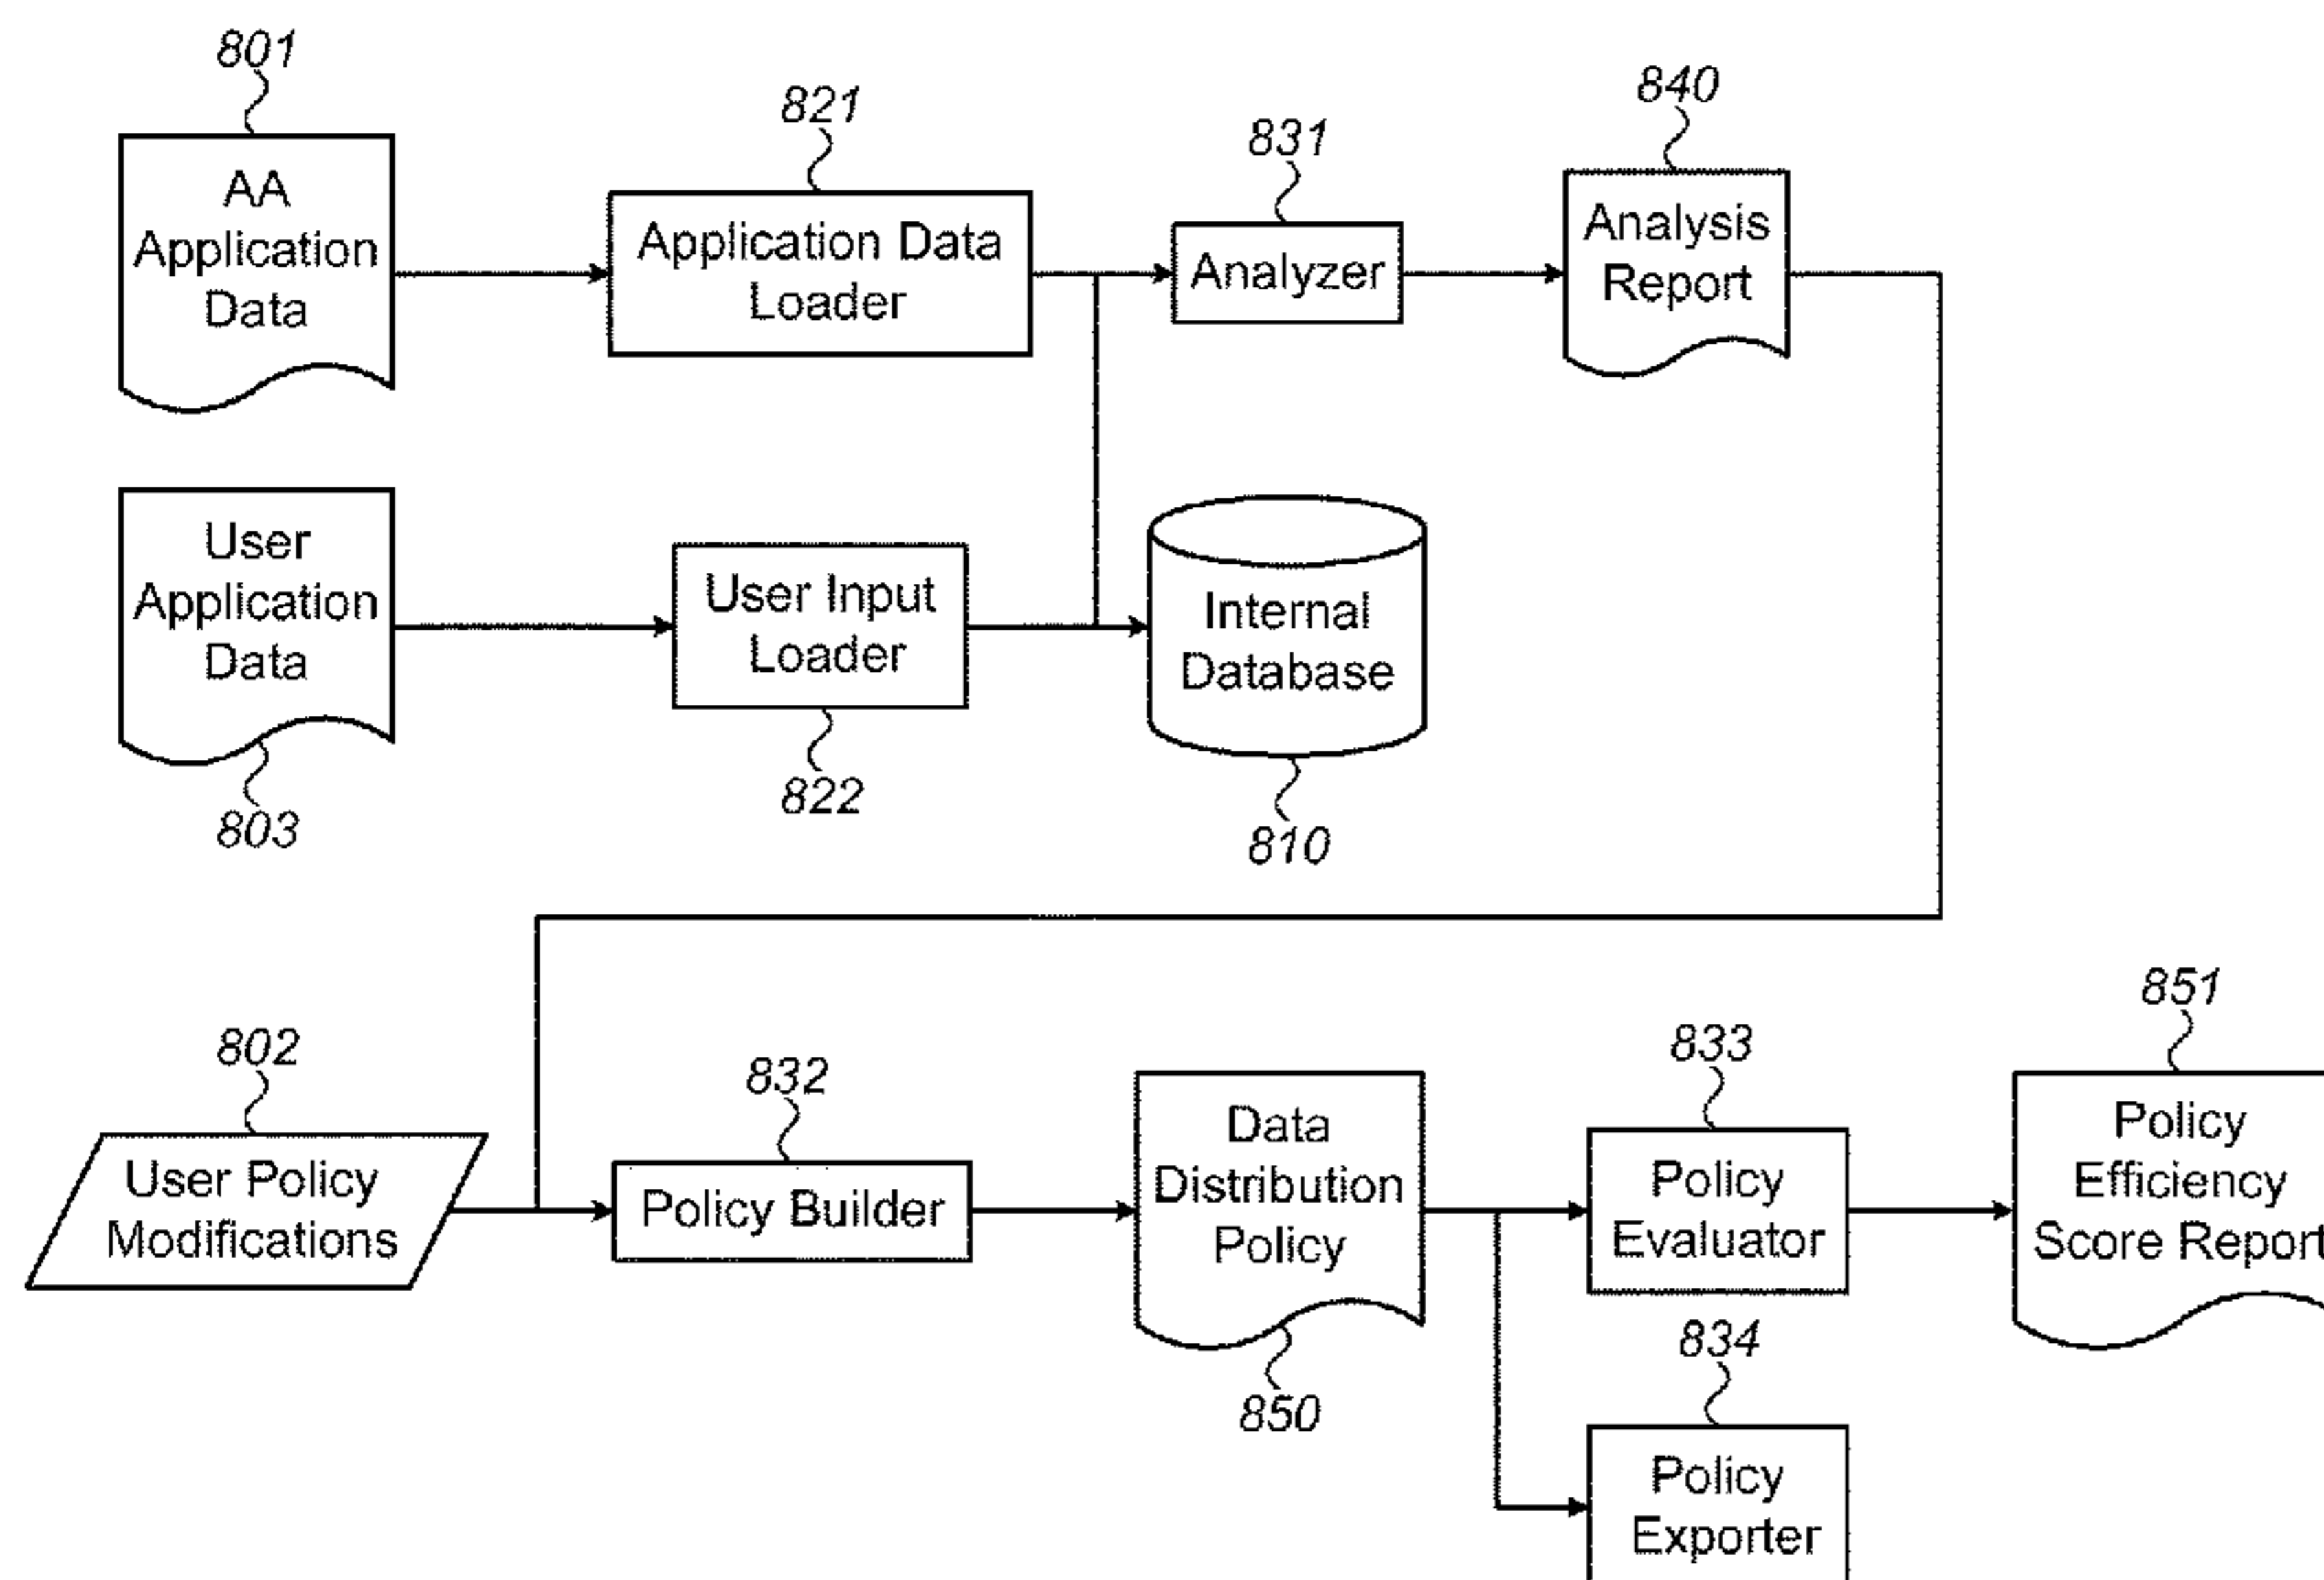 801
821
831
840
AA
Application
Data
Application Data
Loader
Analyzer
Analysis
Report
User
Application
Data
User Input
Loader
Internal
Database
803
822
810
802
832
833
851
User Policy
Modifications
Policy Builder
Data
Distribution
Policy
Policy
Evaluator
Policy
Efficiency
Score Report
850
834
Policy
Exporter